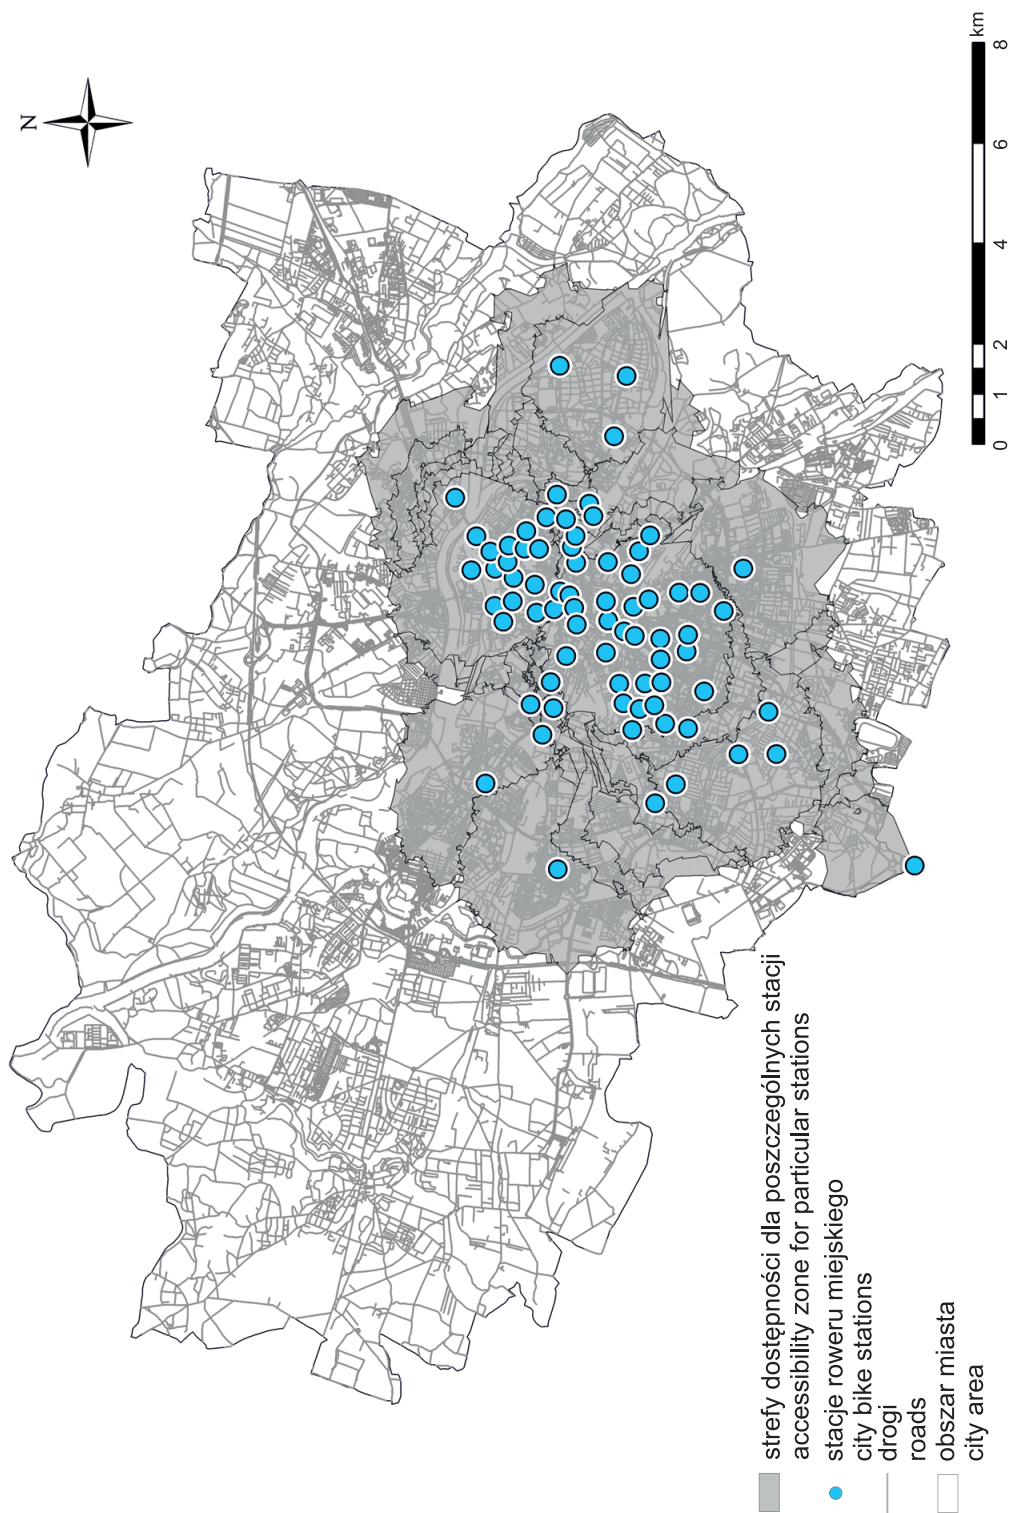 N
strefy dostępności dla poszczególnych stacji
accessibility zone for particular stations
stacje roweru miejskiego
city bike stations
drogi
roads
obszar miasta
city area
0 1 2 4 6 8
km